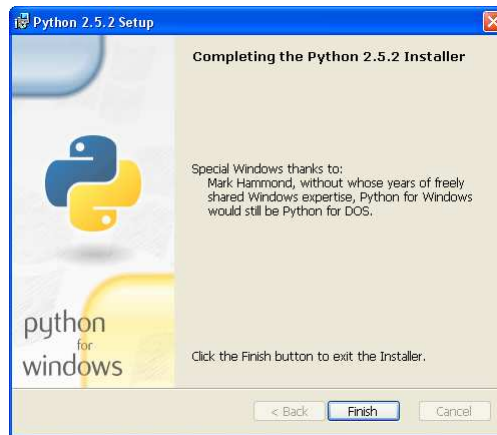 Python 2.5.2 Setup
Completing the Python 2.5.2 Installer
Special Windows thanks to:
Mark Hammond, without whose years of freely
shared Windows expertise, Python for Windows
would still be Python for DOS.
python
for
windows
Click the Finish button to exit the Installer.
< Back
Finish
Cancel